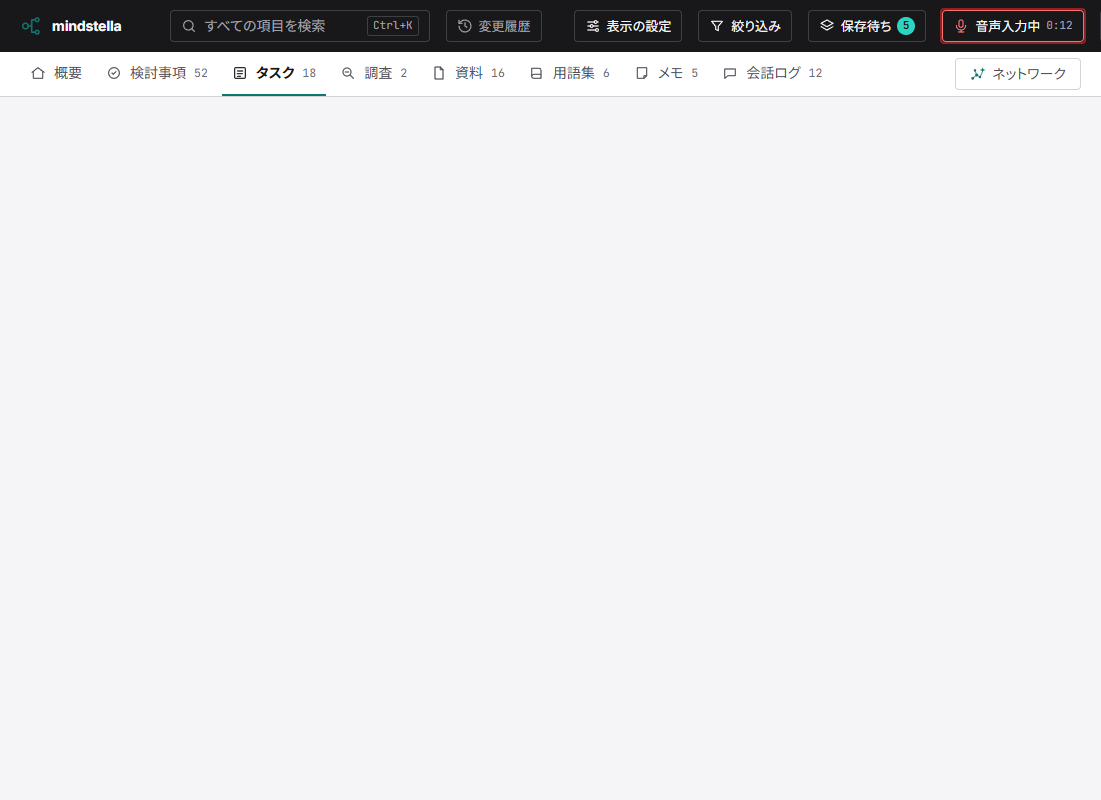 mindstella すべての項目を検索 Ctrl+K 変更履歴 表示の設定 絞り込み 保存待ち 5 音声入力中 0:12
概要 検討事項 52 タスク 18 調査 2 資料 16 用語集 6 メモ 5 会話ログ 12 ネットワーク